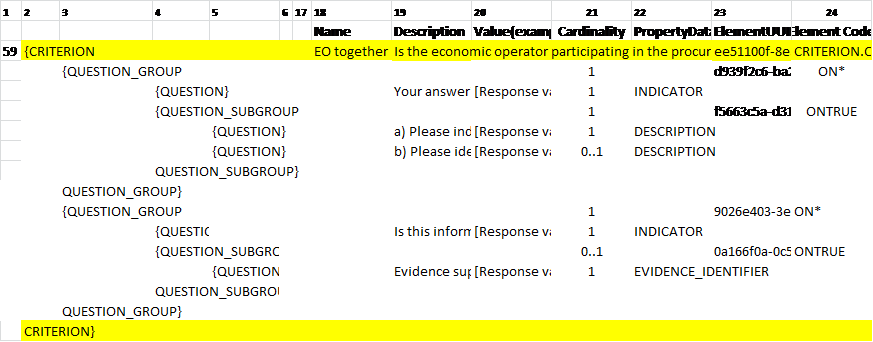 1 2 3 4 5 6 17 18 19 20 21 22 23 24
Name Description Value(exam Cardinality PropertyDat ElementUUI Element Code
59 {CRITERION EO together Is the economic operator participating in the procur ee51100f-8e CRITERION.C
{QUESTION_GROUP 1 d939f2c6-ba2 ON*
{QUESTION} Your answer [Response va 1 INDICATOR
{QUESTION_SUBGROUP 1 f5663c5a-d31 ONTRUE
{QUESTION} a) Please ind [Response va 1 DESCRIPTION
{QUESTION} b) Please ide [Response va 0..1 DESCRIPTION
QUESTION_SUBGROUP}
QUESTION_GROUP}
{QUESTION_GROUP 1 9026e403-3e ON*
{QUESTI Is this inform [Response va 1 INDICATOR
{QUESTION_SUBGRO 0..1 0a166f0a-0c5 ONTRUE
{QUESTION Evidence sup [Response va 1 EVIDENCE_IDENTIFIER
QUESTION_SUBGROU
QUESTION_GROUP}
CRITERION}